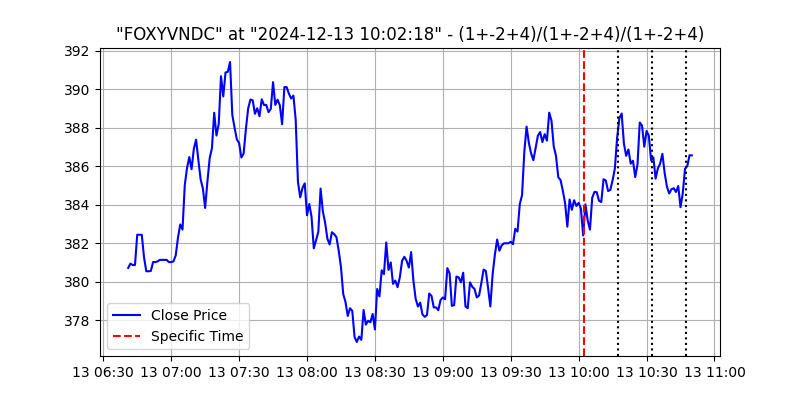 "FOXYVNDC" at "2024-12-13 10:02:18" - (1+-2+4)/(1+-2+4)/(1+-2+4)
392
390
388
386
384
382
380
378
Close Price
Specific Time
13 06:30 13 07:00 13 07:30 13 08:00 13 08:30 13 09:00 13 09:30 13 10:00 13 10:30 13 11:00